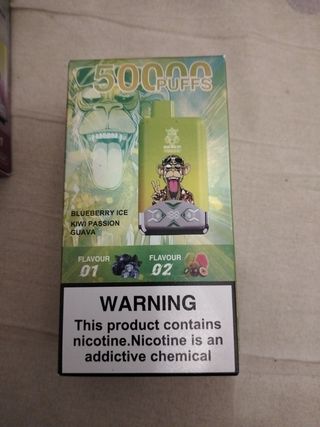 50000
PUFFS
BLUEBERRY ICE
KIWI PASSION
GUAVA
FLAVOUR
01
FLAVOUR
02
WARNING
This product contains
nicotine.Nicotine is an
addictive chemical